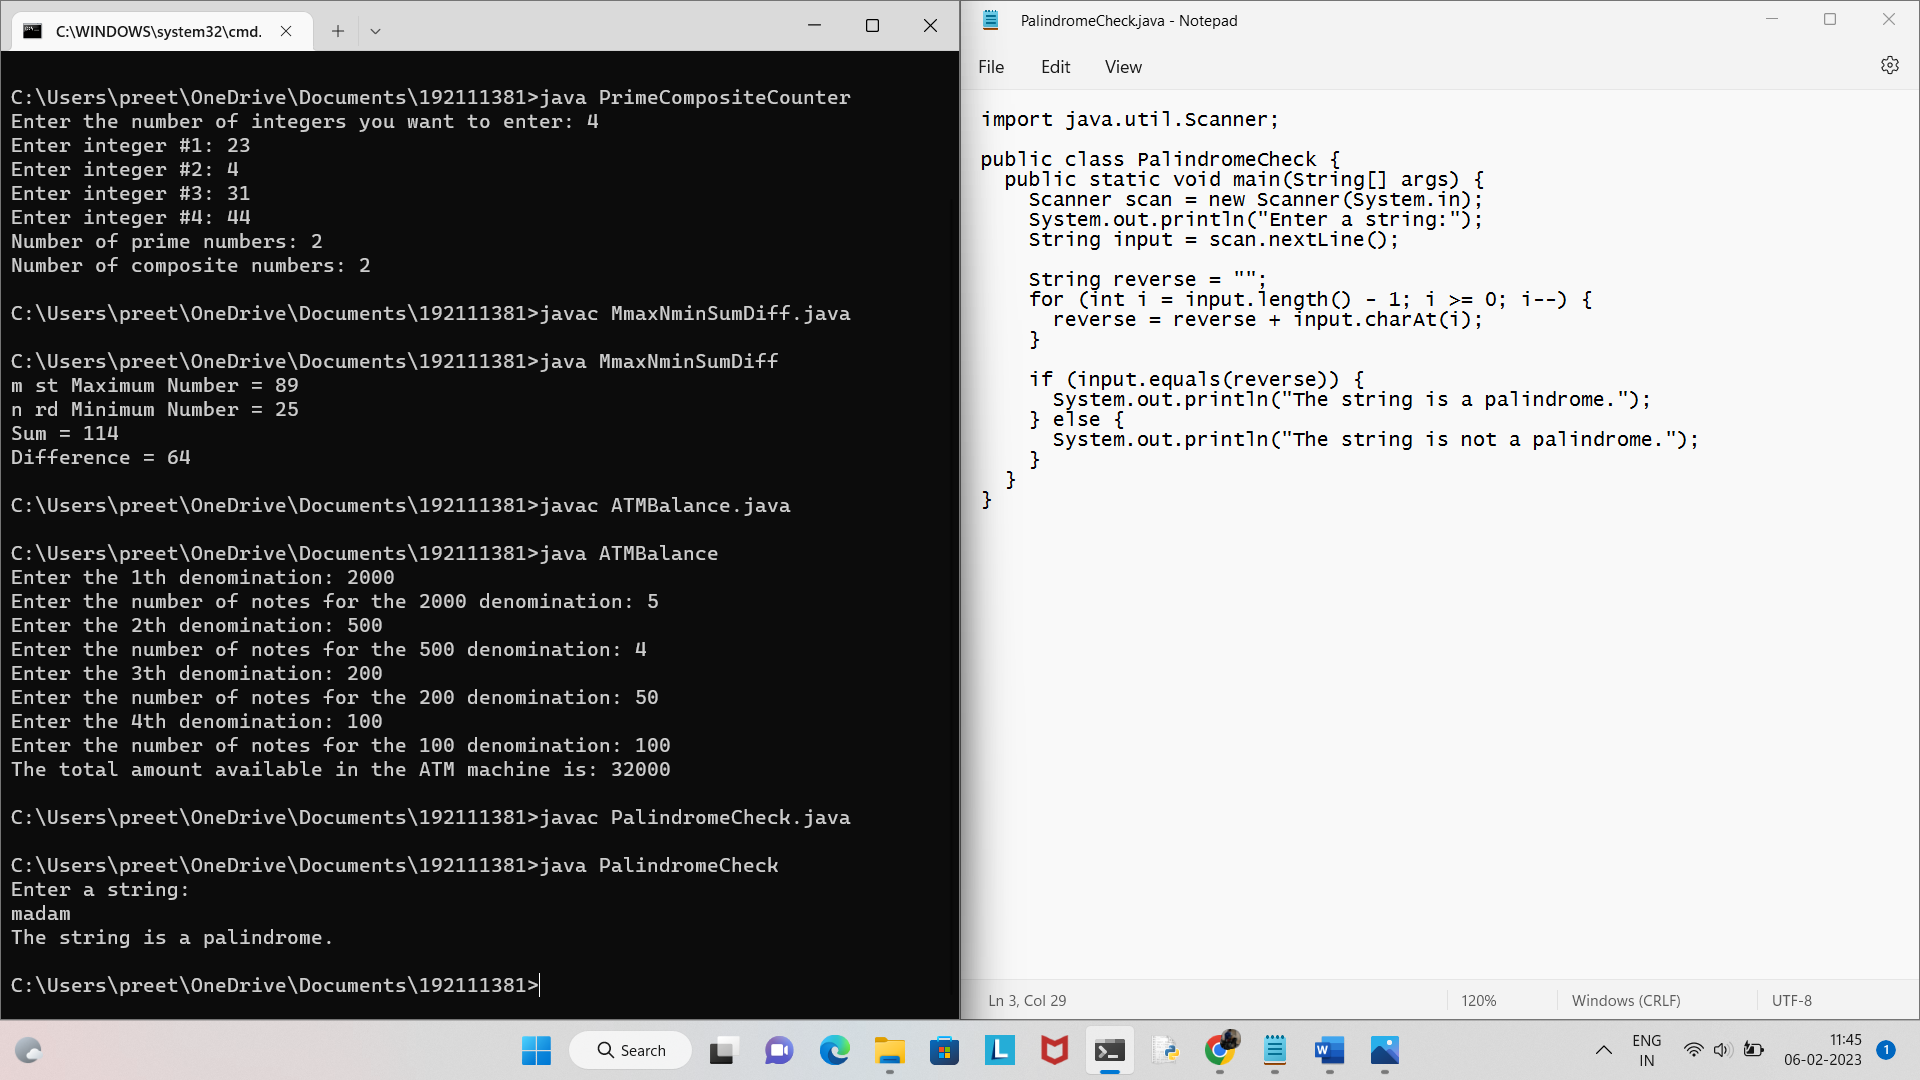 C:\WINDOWS\system32\cmd.
C:\Users\preet\OneDrive\Documents\192111381>java PrimeCompositeCounter
Enter the number of integers you want to enter: 4
Enter integer #1: 23
Enter integer #2: 4
Enter integer #3: 31
Enter integer #4: 44
Number of prime numbers: 2
Number of composite numbers: 2
C:\Users\preet\OneDrive\Documents\192111381>javac MmaxNminSumDiff.java
C:\Users\preet\OneDrive\Documents\192111381>java MmaxNminSumDiff
m st Maximum Number = 89
n rd Minimum Number = 25
Sum = 114
Difference = 64
C:\Users\preet\OneDrive\Documents\192111381>javac ATMBalance.java
C:\Users\preet\OneDrive\Documents\192111381>java ATMBalance
Enter the 1th denomination: 2000
Enter the number of notes for the 2000 denomination: 5
Enter the 2th denomination: 500
Enter the number of notes for the 500 denomination: 4
Enter the 3th denomination: 200
Enter the number of notes for the 200 denomination: 50
Enter the 4th denomination: 100
Enter the number of notes for the 100 denomination: 100
The total amount available in the ATM machine is: 32000
C:\Users\preet\OneDrive\Documents\192111381>javac PalindromeCheck.java
C:\Users\preet\OneDrive\Documents\192111381>java PalindromeCheck
Enter a string:
madam
The string is a palindrome.
C:\Users\preet\OneDrive\Documents\192111381>
PalindromeCheck.java - Notepad
File Edit View
import java.util.Scanner;
public class PalindromeCheck {
  public static void main(String[] args) {
    Scanner scan = new Scanner(System.in);
    System.out.println("Enter a string:");
    String input = scan.nextLine();
    String reverse = "";
    for (int i = input.length() - 1; i >= 0; i--) {
      reverse = reverse + input.charAt(i);
    }
    if (input.equals(reverse)) {
      System.out.println("The string is a palindrome.");
    } else {
      System.out.println("The string is not a palindrome.");
    }
  }
}
Ln 3, Col 29 120% Windows (CRLF) UTF-8
Search
L
W
ENG
IN
11:45
06-02-2023
1